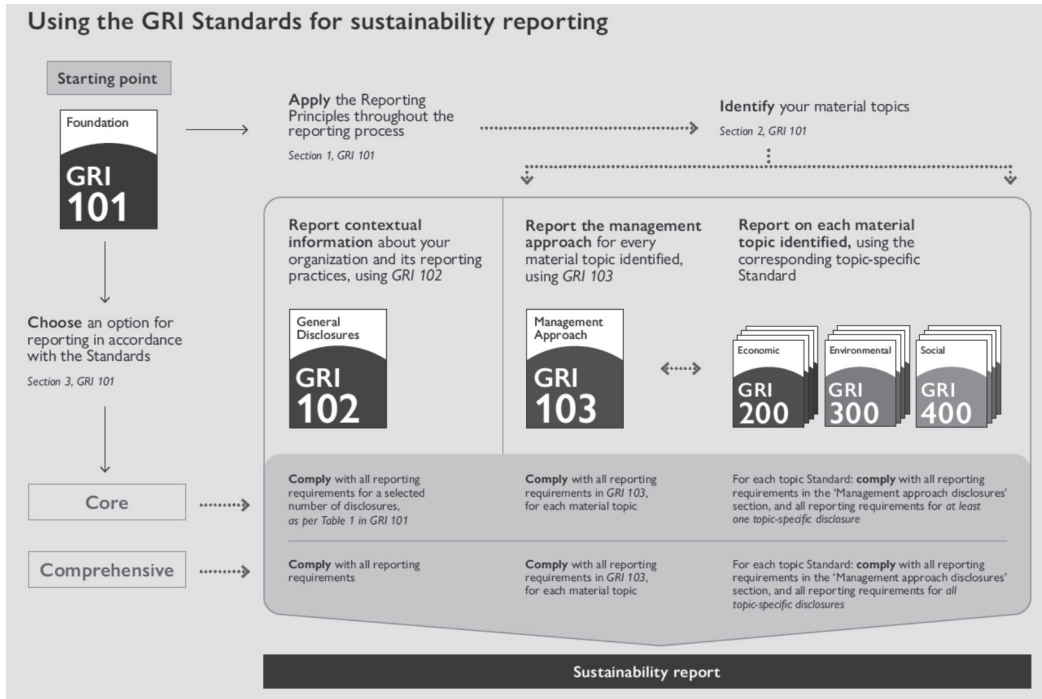 Using the GRI Standards for sustainability reporting
Starting point
Foundation
GRI
101
Apply the Reporting
Principles throughout the
reporting process
Section 1, GRI 101
Identify your material topics
Section 2, GRI 101
Choose an option for
reporting in accordance
with the Standards
Section 3, GRI 101
Report contextual
information about your
organization and its reporting
practices, using GRI 102
General
Disclosures
GRI
102
Report the management
approach for every
material topic identified,
using GRI 103
Management
Approach
GRI
103
Report on each material
topic identified, using the
corresponding topic-specific
Standard
Economic
GRI
200
Environmental
GRI
300
Social
GRI
400
Core
Comply with all reporting
requirements for a selected
number of disclosures,
as per Table 1 in GRI 101
Comply with all reporting
requirements in GRI 103,
for each material topic
For each topic Standard: comply with all reporting
requirements in the ‘Management approach disclosures’
section, and all reporting requirements for at least
one topic-specific disclosure
Comprehensive
Comply with all reporting
requirements
Comply with all reporting
requirements in GRI 103,
for each material topic
For each topic Standard: comply with all reporting
requirements in the ‘Management approach disclosures’
section, and all reporting requirements for all
topic-specific disclosures
Sustainability report